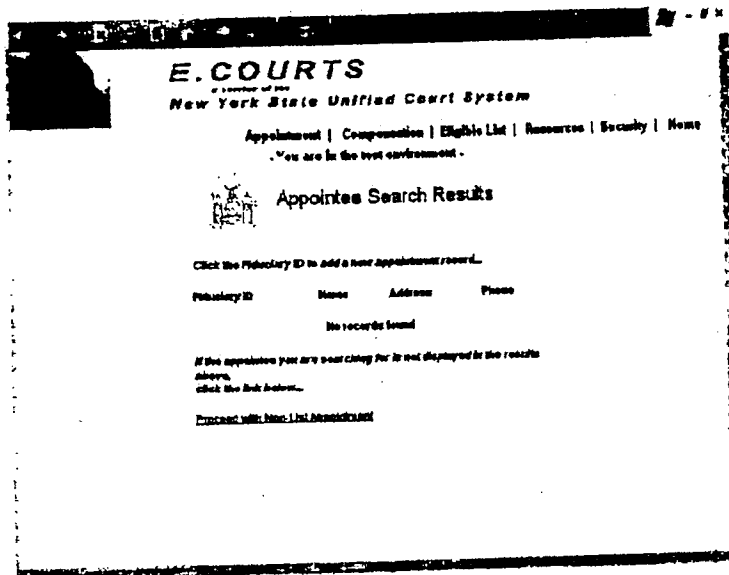 E.COURTS
a service of the
New York State Unified Court System
Appointment | Compensation | Eligible List | Resources | Security | Home
- You are in the test environment -
Appointee Search Results
Click the Fiduciary ID to add a new appointment record...
Fiduciary ID Name Address Phone
No records found
If the appointee you are searching for is not displayed in the results
above,
click the link below...
Proceed with Non-List Appointment